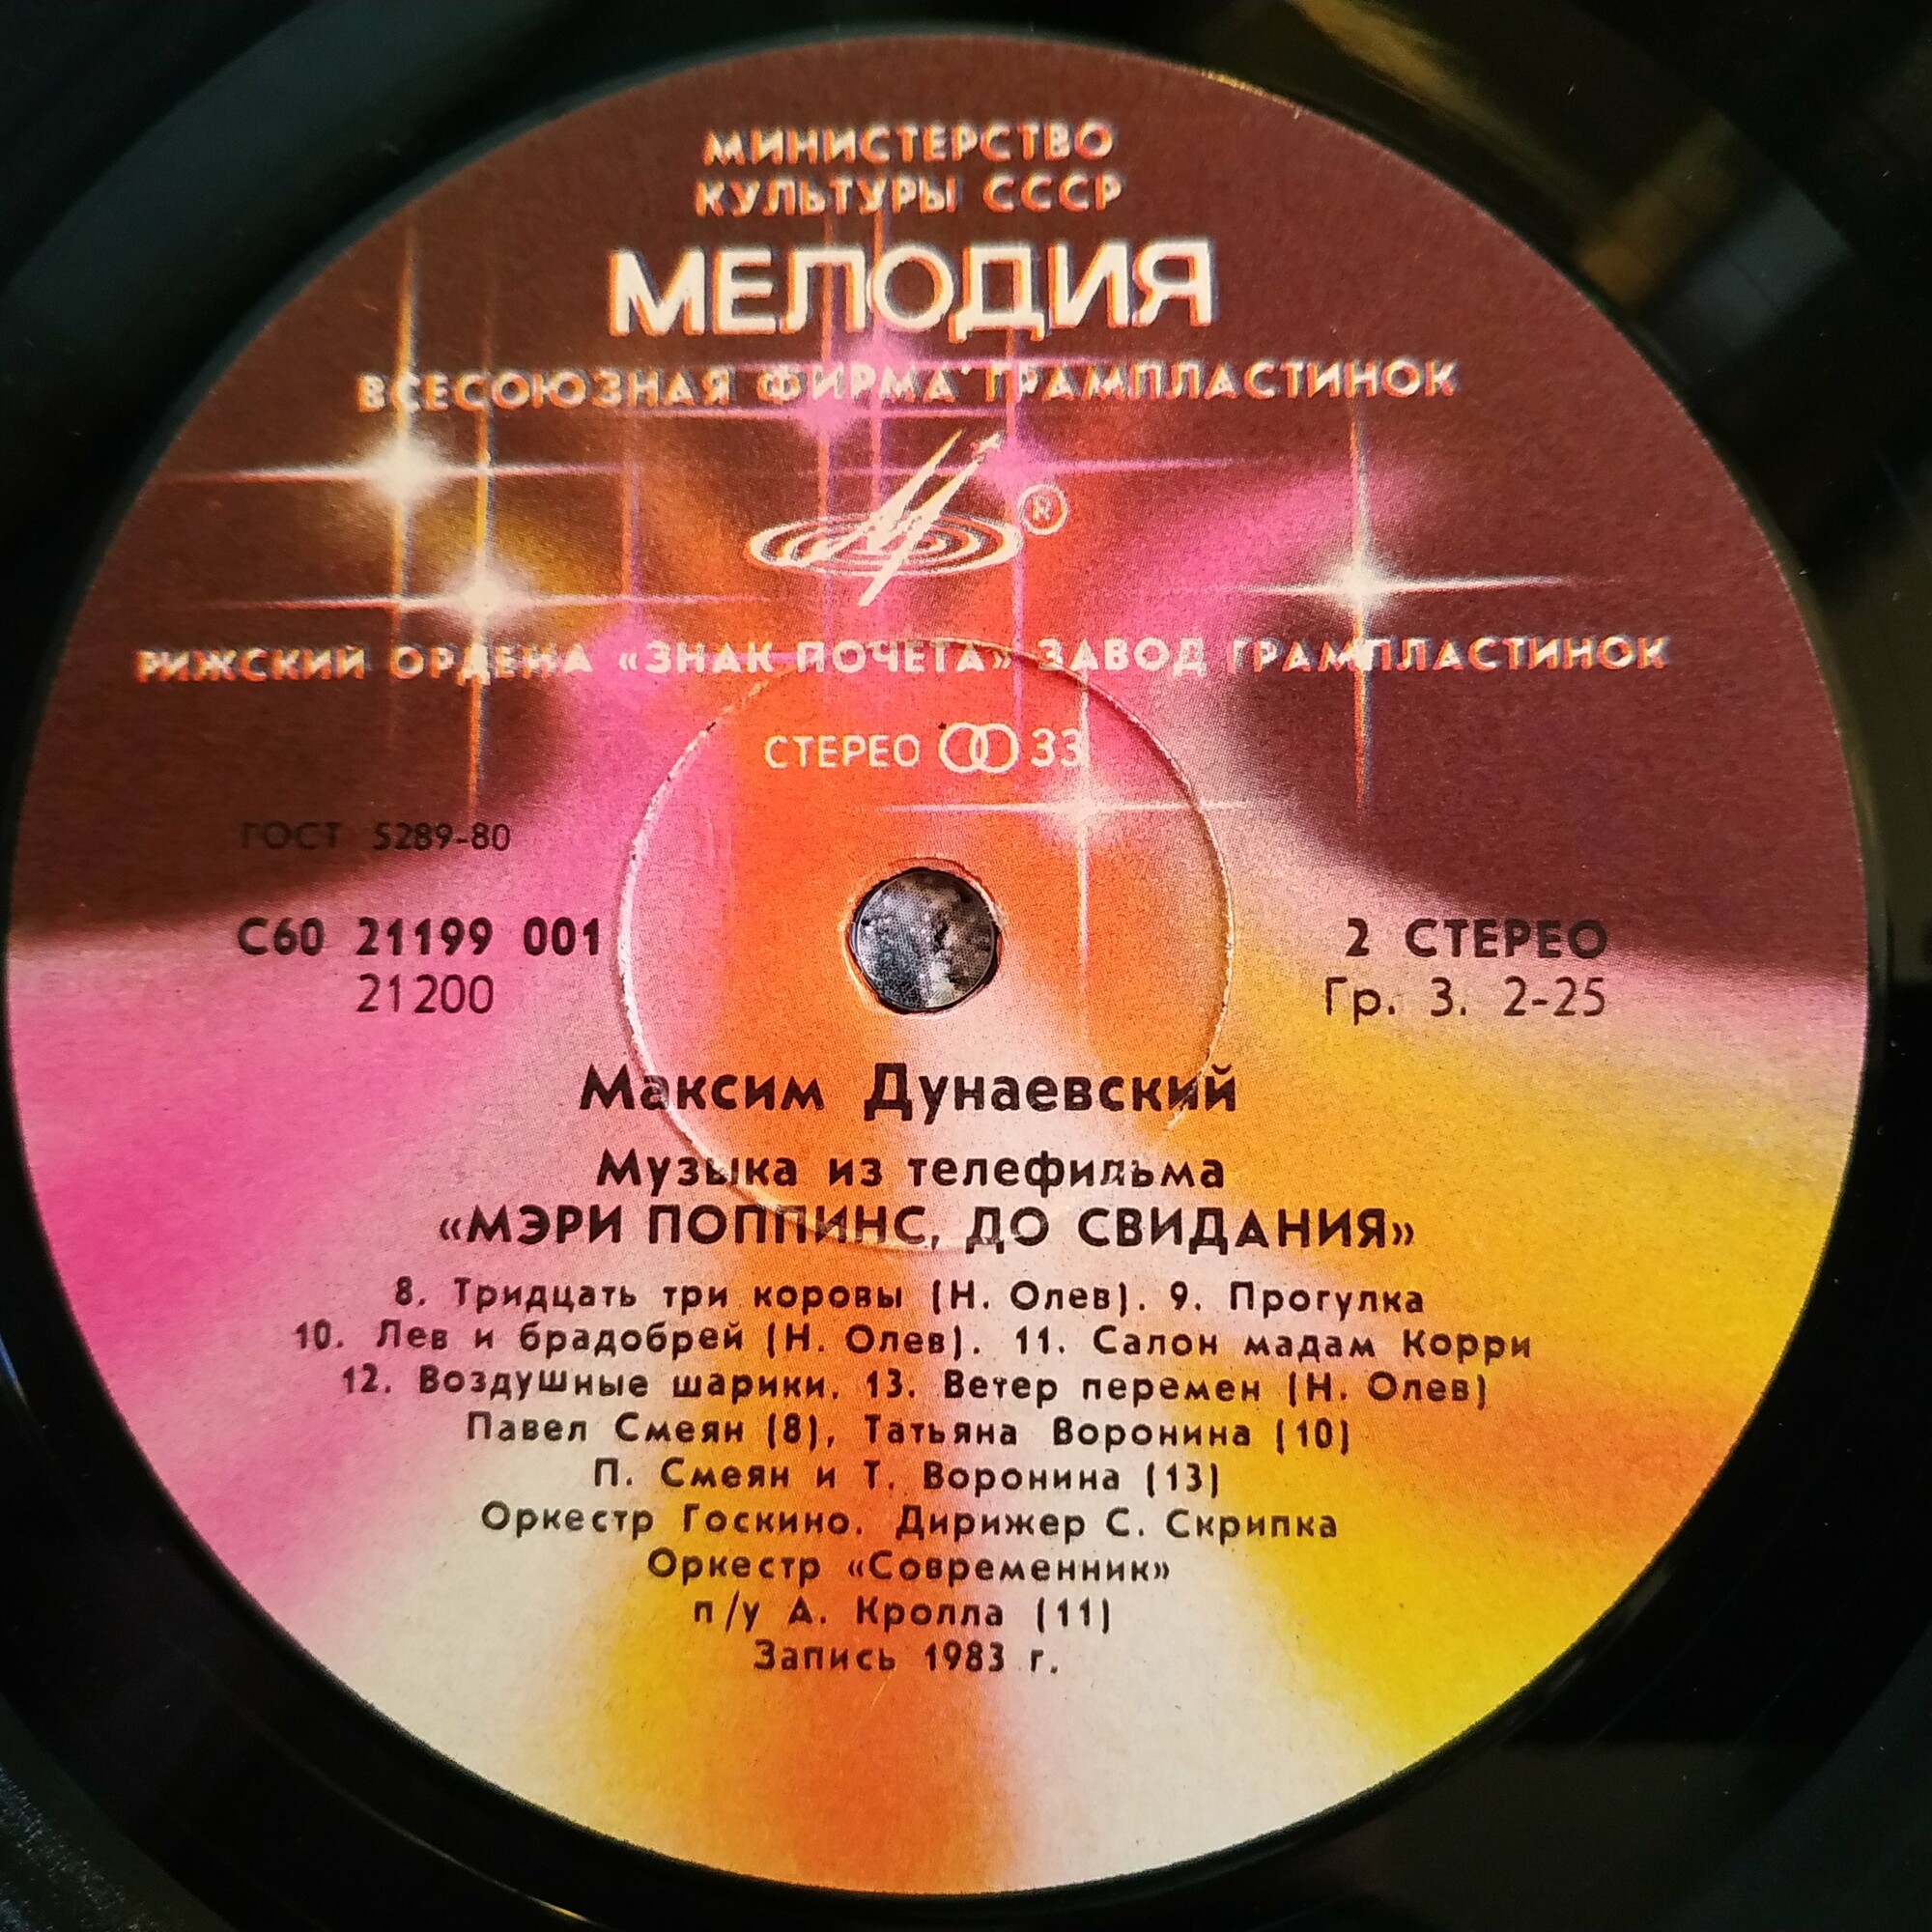 МИНИСТЕРСТВО
КУЛЬТУРЫ СССР
МЕЛОДИЯ
ВСЕСОЮЗНАЯ ФИРМА ГРАМПЛАСТИНОК
®
РИЖСКИЙ ОРДЕНА «ЗНАК ПОЧЕТА» ЗАВОД ГРАМПЛАСТИНОК
СТЕРЕО 33
ГОСТ 5289-80
С60 21199 001
21200
2 СТЕРЕО
Гр. 3. 2-25
Максим Дунаевский
Музыка из телефильма
«МЭРИ ПОППИНС, ДО СВИДАНИЯ»
8. Тридцать три коровы (Н. Олев). 9. Прогулка
10. Лев и брадобрей (Н. Олев). 11. Салон мадам Корри
12. Воздушные шарики. 13. Ветер перемен (Н. Олев)
Павел Смеян (8), Татьяна Воронина (10)
П. Смеян и Т. Воронина (13)
Оркестр Госкино. Дирижер С. Скрипка
Оркестр «Современник»
п/у А. Кролла (11)
Запись 1983 г.